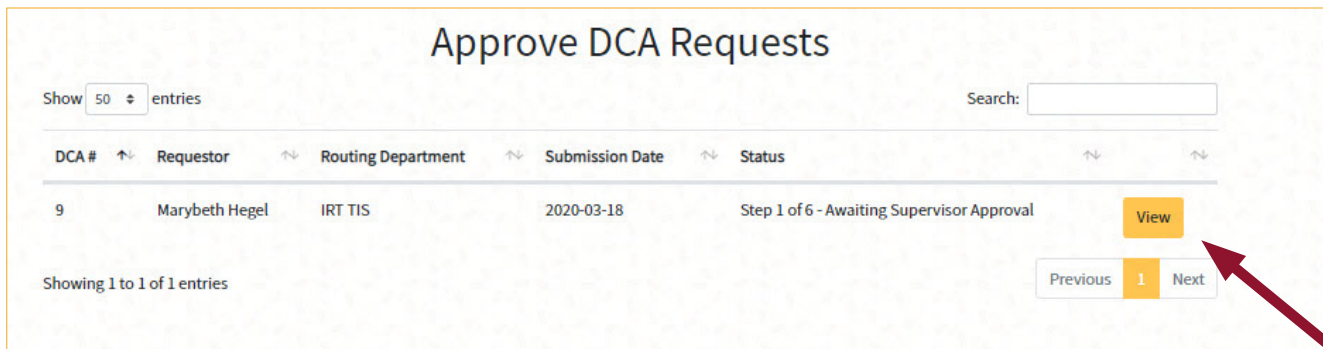 Approve DCA Requests
Show 50 entries Search:
DCA # Requestor Routing Department Submission Date Status
9 Marybeth Hegel IRT TIS 2020-03-18 Step 1 of 6 - Awaiting Supervisor Approval View
Showing 1 to 1 of 1 entries Previous 1 Next